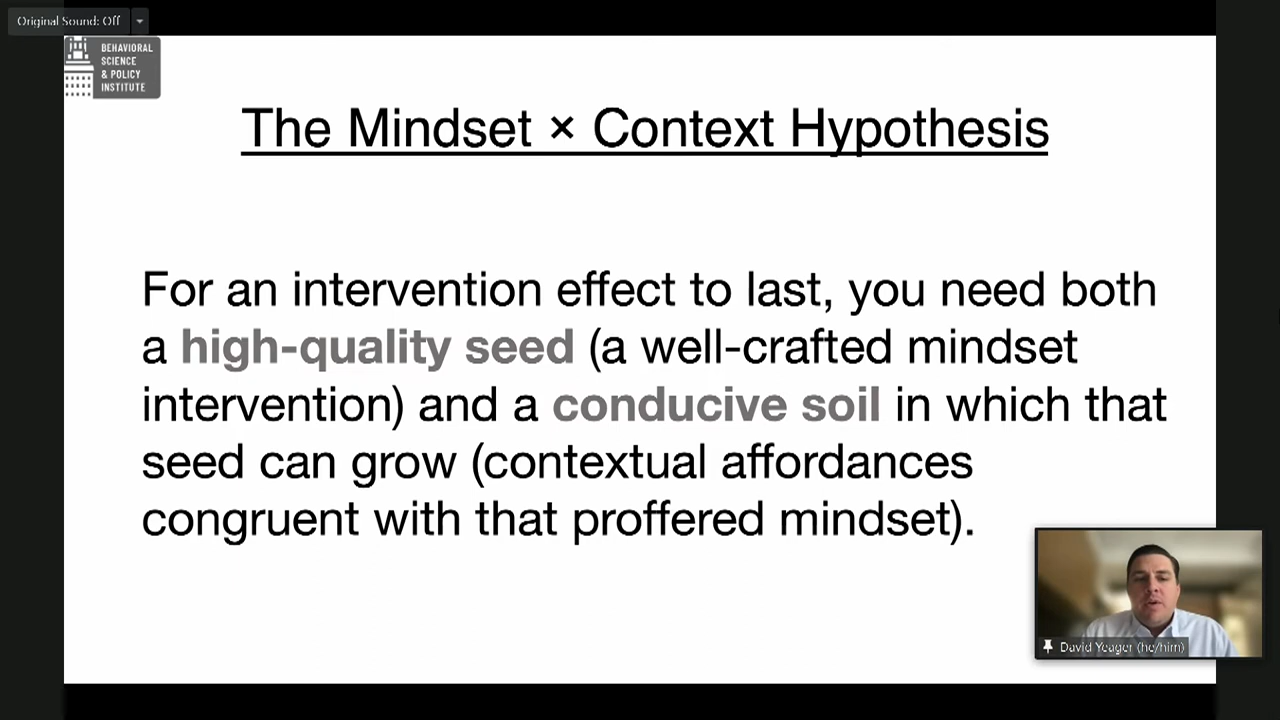 Original Sound: Off
BEHAVIORAL
SCIENCE
& POLICY
INSTITUTE
The Mindset × Context Hypothesis
For an intervention effect to last, you need both
a high-quality seed (a well-crafted mindset
intervention) and a conducive soil in which that
seed can grow (contextual affordances
congruent with that proffered mindset).
David Yeager (he/him)